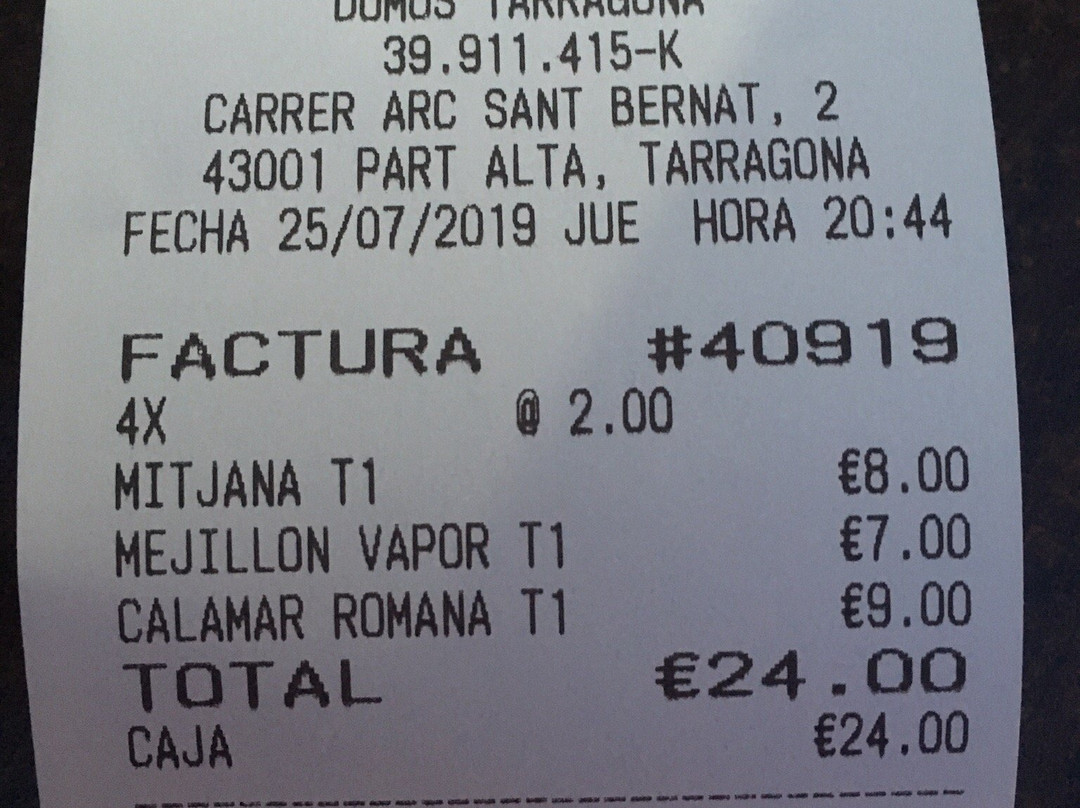 DOMUS TARRAGONA
39.911.415-K
CARRER ARC SANT BERNAT, 2
43001 PART ALTA, TARRAGONA
FECHA 25/07/2019 JUE HORA 20:44
FACTURA #40919
4X @ 2.00
MITJANA T1 €8.00
MEJILLON VAPOR T1 €7.00
CALAMAR ROMANA T1 €9.00
TOTAL €24.00
CAJA €24.00